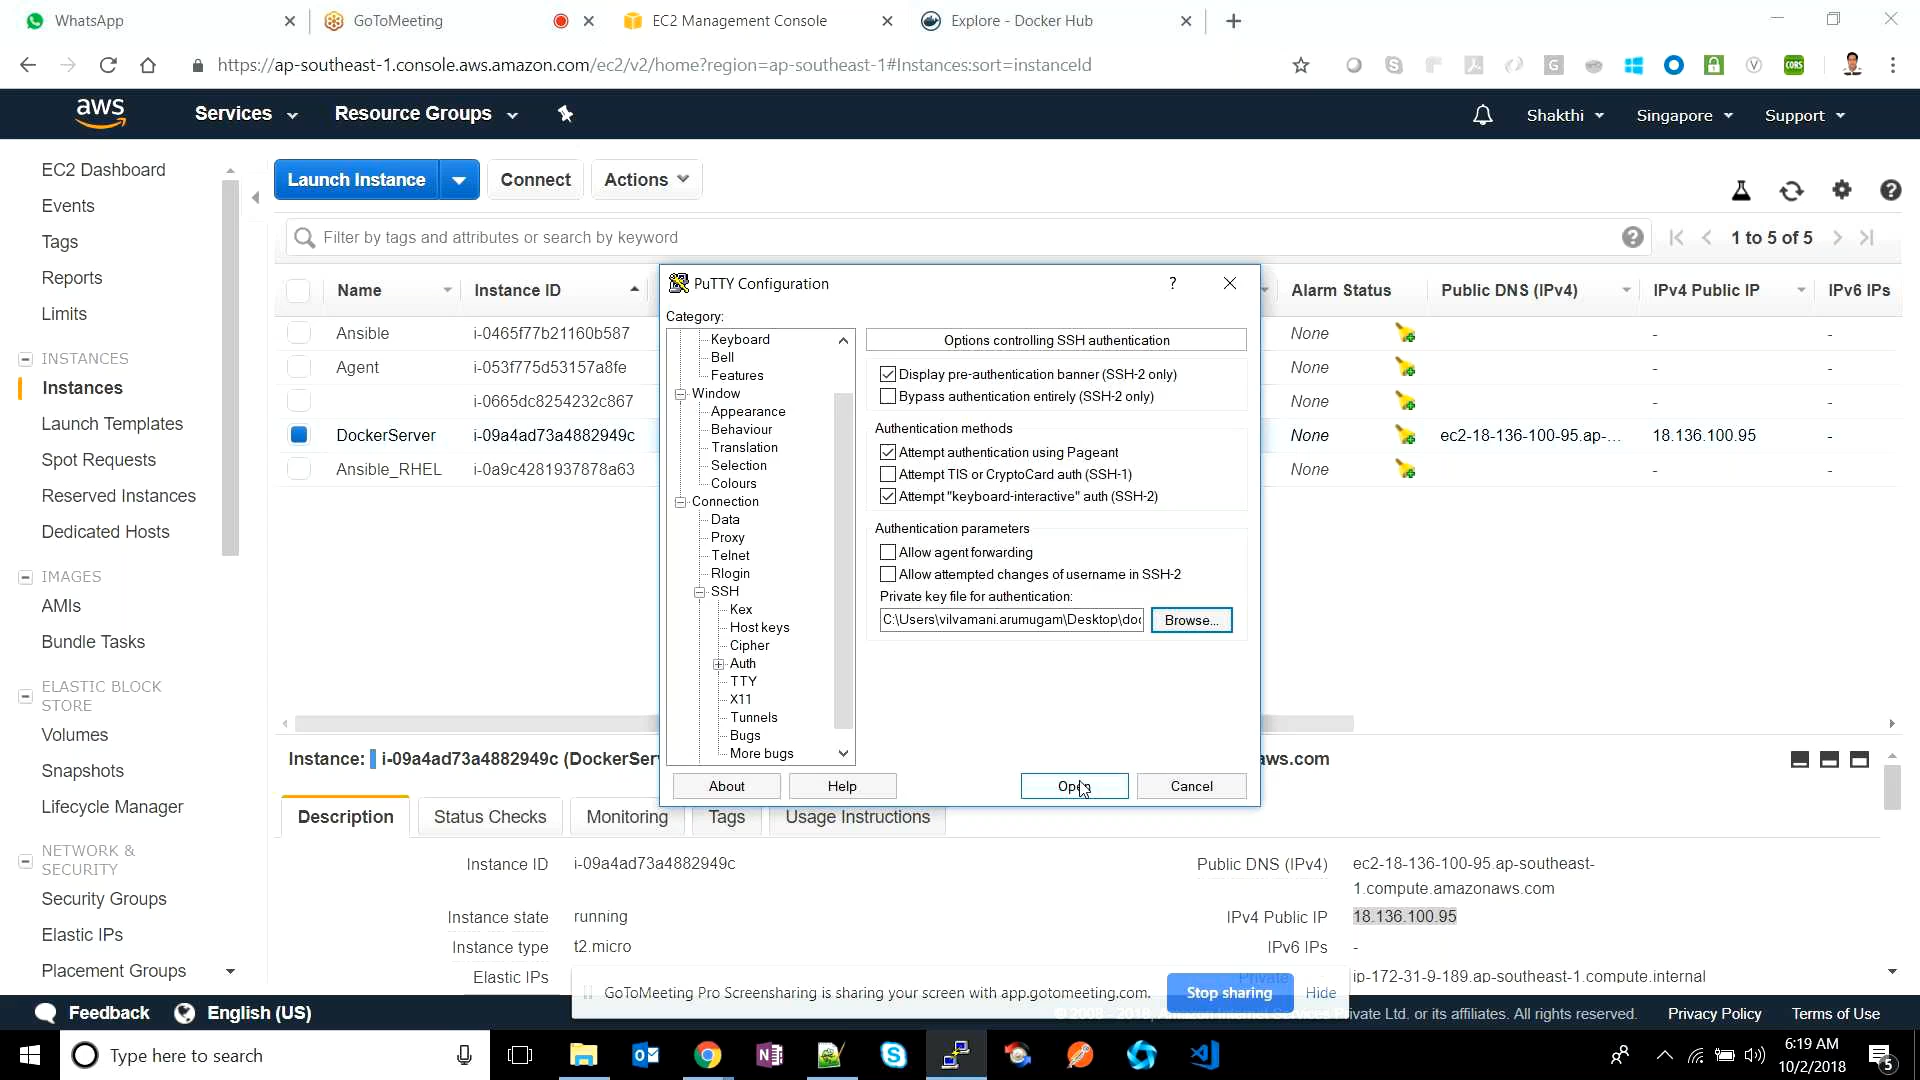 WhatsApp
GoToMeeting
EC2 Management Console
Explore - Docker Hub
https://ap-southeast-1.console.aws.amazon.com/ec2/v2/home?region=ap-southeast-1#Instances:sort=instanceId
aws
Services
Resource Groups
Shakthi
Singapore
Support
EC2 Dashboard
Events
Tags
Reports
Limits
INSTANCES
Instances
Launch Templates
Spot Requests
Reserved Instances
Dedicated Hosts
IMAGES
AMIs
Bundle Tasks
ELASTIC BLOCK
STORE
Volumes
Snapshots
Lifecycle Manager
NETWORK &
SECURITY
Security Groups
Elastic IPs
Placement Groups
Launch Instance
Connect
Actions
Filter by tags and attributes or search by keyword
1 to 5 of 5
Name
Instance ID
Alarm Status
Public DNS (IPv4)
IPv4 Public IP
IPv6 IPs
Ansible i-0465f77b21160b587 None - -
Agent i-053f775d53157a8fe None - -
i-0665dc8254232c867 None - -
DockerServer i-09a4ad73a4882949c None ec2-18-136-100-95.ap-... 18.136.100.95 -
Ansible_RHEL i-0a9c4281937878a63 None - -
PuTTY Configuration
?
Category:
Keyboard
Bell
Features
Window
Appearance
Behaviour
Translation
Selection
Colours
Connection
Data
Proxy
Telnet
Rlogin
SSH
Kex
Host keys
Cipher
Auth
TTY
X11
Tunnels
Bugs
More bugs
Options controlling SSH authentication
Display pre-authentication banner (SSH-2 only)
Bypass authentication entirely (SSH-2 only)
Authentication methods
Attempt authentication using Pageant
Attempt TIS or CryptoCard auth (SSH-1)
Attempt "keyboard-interactive" auth (SSH-2)
Authentication parameters
Allow agent forwarding
Allow attempted changes of username in SSH-2
Private key file for authentication:
C:\Users\vilvamani.arumugam\Desktop\doc
Browse...
About
Help
Open
Cancel
Instance: i-09a4ad73a4882949c (DockerSer
aws.com
Description
Status Checks
Monitoring
Tags
Usage Instructions
Instance ID i-09a4ad73a4882949c
Instance state running
Instance type t2.micro
Elastic IPs
Public DNS (IPv4) ec2-18-136-100-95.ap-southeast-
1.compute.amazonaws.com
IPv4 Public IP 18.136.100.95
IPv6 IPs -
Private ip-172-31-9-189.ap-southeast-1.compute.internal
GoToMeeting Pro Screensharing is sharing your screen with app.gotomeeting.com.
Stop sharing
Hide
Feedback
English (US)
Private Ltd. or its affiliates. All rights reserved.
Privacy Policy
Terms of Use
Type here to search
6:19 AM
10/2/2018
5